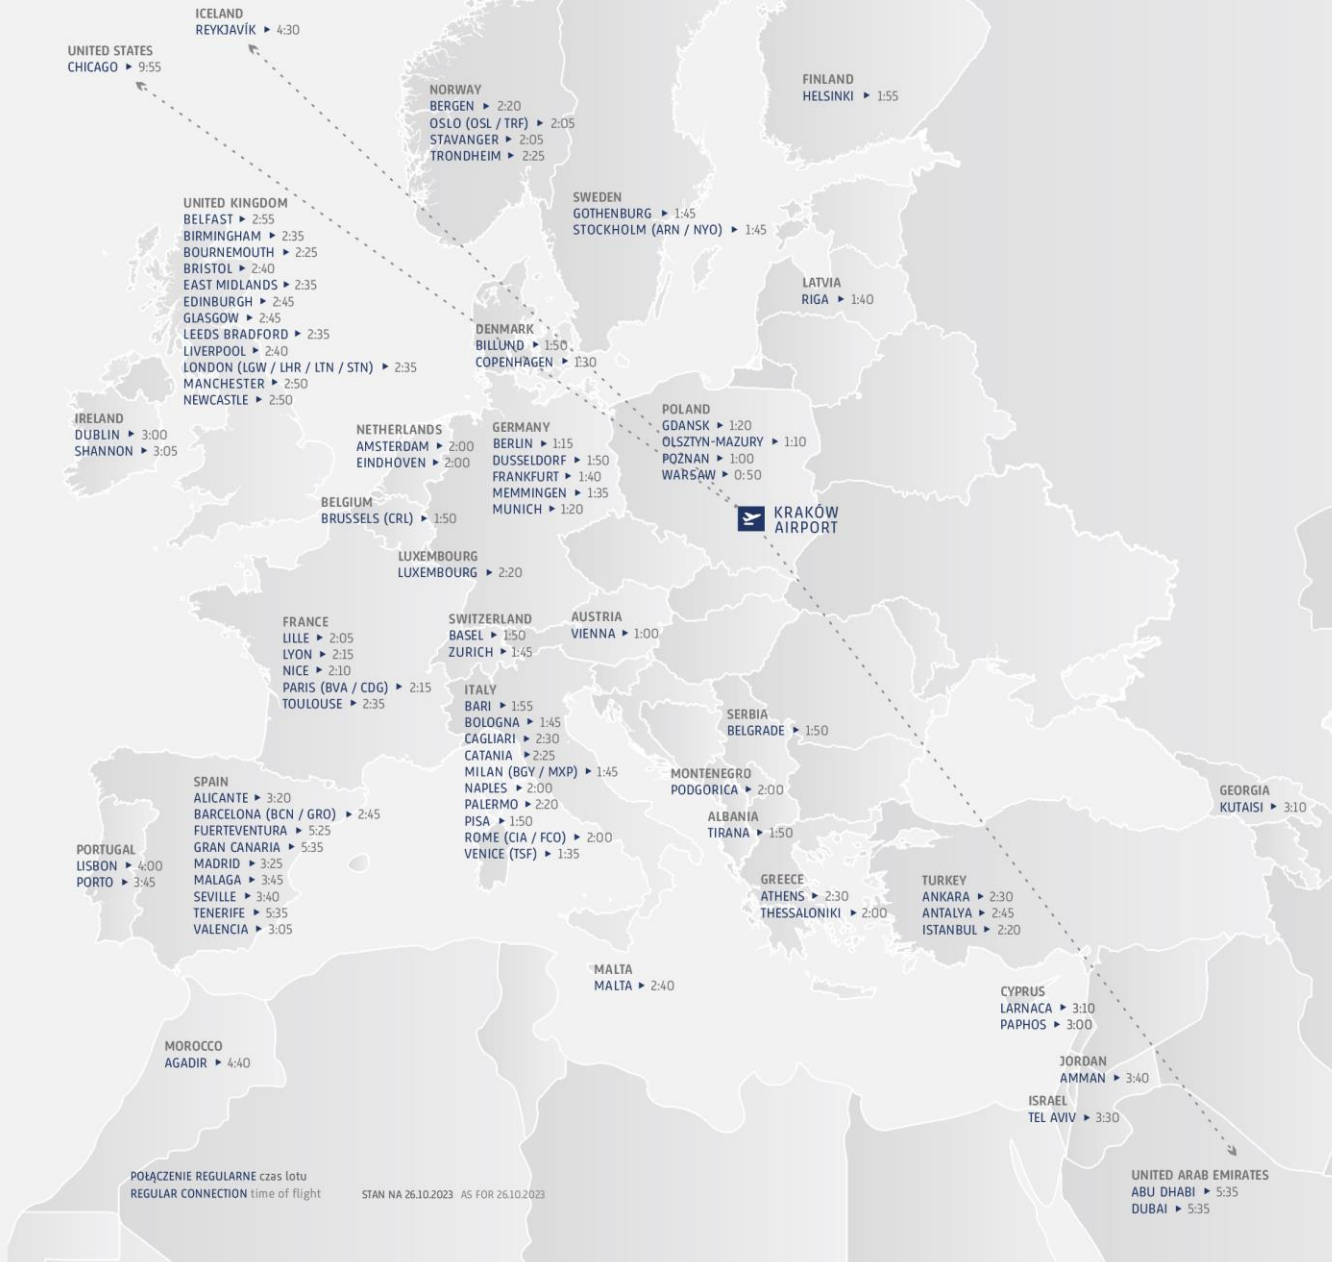 ICELAND
REYKJAVÍK ▶ 4:30
UNITED STATES
CHICAGO ▶ 9:55
NORWAY
BERGEN ▶ 2:20
OSLO (OSL / TRF) ▶ 2:05
STAVANGER ▶ 2:05
TRONDHEIM ▶ 2:25
FINLAND
HELSINKI ▶ 1:55
UNITED KINGDOM
BELFAST ▶ 2:55
BIRMINGHAM ▶ 2:35
BOURNEMOUTH ▶ 2:25
BRISTOL ▶ 2:40
EAST MIDLANDS ▶ 2:35
EDINBURGH ▶ 2:45
GLASGOW ▶ 2:45
LEEDS BRADFORD ▶ 2:35
LIVERPOOL ▶ 2:40
LONDON (LGW / LHR / LTN / STN) ▶ 2:35
MANCHESTER ▶ 2:50
NEWCASTLE ▶ 2:50
SWEDEN
GOTHENBURG ▶ 1:45
STOCKHOLM (ARN / NYO) ▶ 1:45
LATVIA
RIGA ▶ 1:40
DENMARK
BILLUND ▶ 1:50
COPENHAGEN ▶ 1:30
IRELAND
DUBLIN ▶ 3:00
SHANNON ▶ 3:05
NETHERLANDS
AMSTERDAM ▶ 2:00
EINDHOVEN ▶ 2:00
GERMANY
BERLIN ▶ 1:15
DUSSELDORF ▶ 1:50
FRANKFURT ▶ 1:40
MEMMINGEN ▶ 1:35
MUNICH ▶ 1:20
POLAND
GDANSK ▶ 1:20
OLSZTYN-MAZURY ▶ 1:10
POZNAN ▶ 1:00
WARSAW ▶ 0:50
KRAKÓW
AIRPORT
BELGIUM
BRUSSELS (CRL) ▶ 1:50
LUXEMBOURG
LUXEMBOURG ▶ 2:20
FRANCE
LILLE ▶ 2:05
LYON ▶ 2:15
NICE ▶ 2:10
PARIS (BVA / CDG) ▶ 2:15
TOULOUSE ▶ 2:35
SWITZERLAND
BASEL ▶ 1:50
ZURICH ▶ 1:45
AUSTRIA
VIENNA ▶ 1:00
ITALY
BARI ▶ 1:55
BOLOGNA ▶ 1:45
CAGLIARI ▶ 2:30
CATANIA ▶ 2:25
MILAN (BGY / MXP) ▶ 1:45
NAPLES ▶ 2:00
PALERMO ▶ 2:20
PISA ▶ 1:50
ROME (CIA / FCO) ▶ 2:00
VENICE (TSF) ▶ 1:35
SERBIA
BELGRADE ▶ 1:50
MONTENEGRO
PODGORICA ▶ 2:00
ALBANIA
TIRANA ▶ 1:50
GEORGIA
KUTAISI ▶ 3:10
SPAIN
ALICANTE ▶ 3:20
BARCELONA (BCN / GRO) ▶ 2:45
FUERTEVENTURA ▶ 5:25
GRAN CANARIA ▶ 5:35
MADRID ▶ 3:25
MALAGA ▶ 3:45
SEVILLE ▶ 3:40
TENERIFE ▶ 5:35
VALENCIA ▶ 3:05
PORTUGAL
LISBON ▶ 4:00
PORTO ▶ 3:45
GREECE
ATHENS ▶ 2:30
THESSALONIKI ▶ 2:00
TURKEY
ANKARA ▶ 2:30
ANTALYA ▶ 2:45
ISTANBUL ▶ 2:20
MALTA
MALTA ▶ 2:40
CYPRUS
LARNACA ▶ 3:10
PAPHOS ▶ 3:00
MOROCCO
AGADIR ▶ 4:40
JORDAN
AMMAN ▶ 3:40
ISRAEL
TEL AVIV ▶ 3:30
UNITED ARAB EMIRATES
ABU DHABI ▶ 5:35
DUBAI ▶ 5:35
POŁĄCZENIE REGULARNE czas lotu
REGULAR CONNECTION time of flight
STAN NA 26.10.2023 AS FOR 26.10.2023